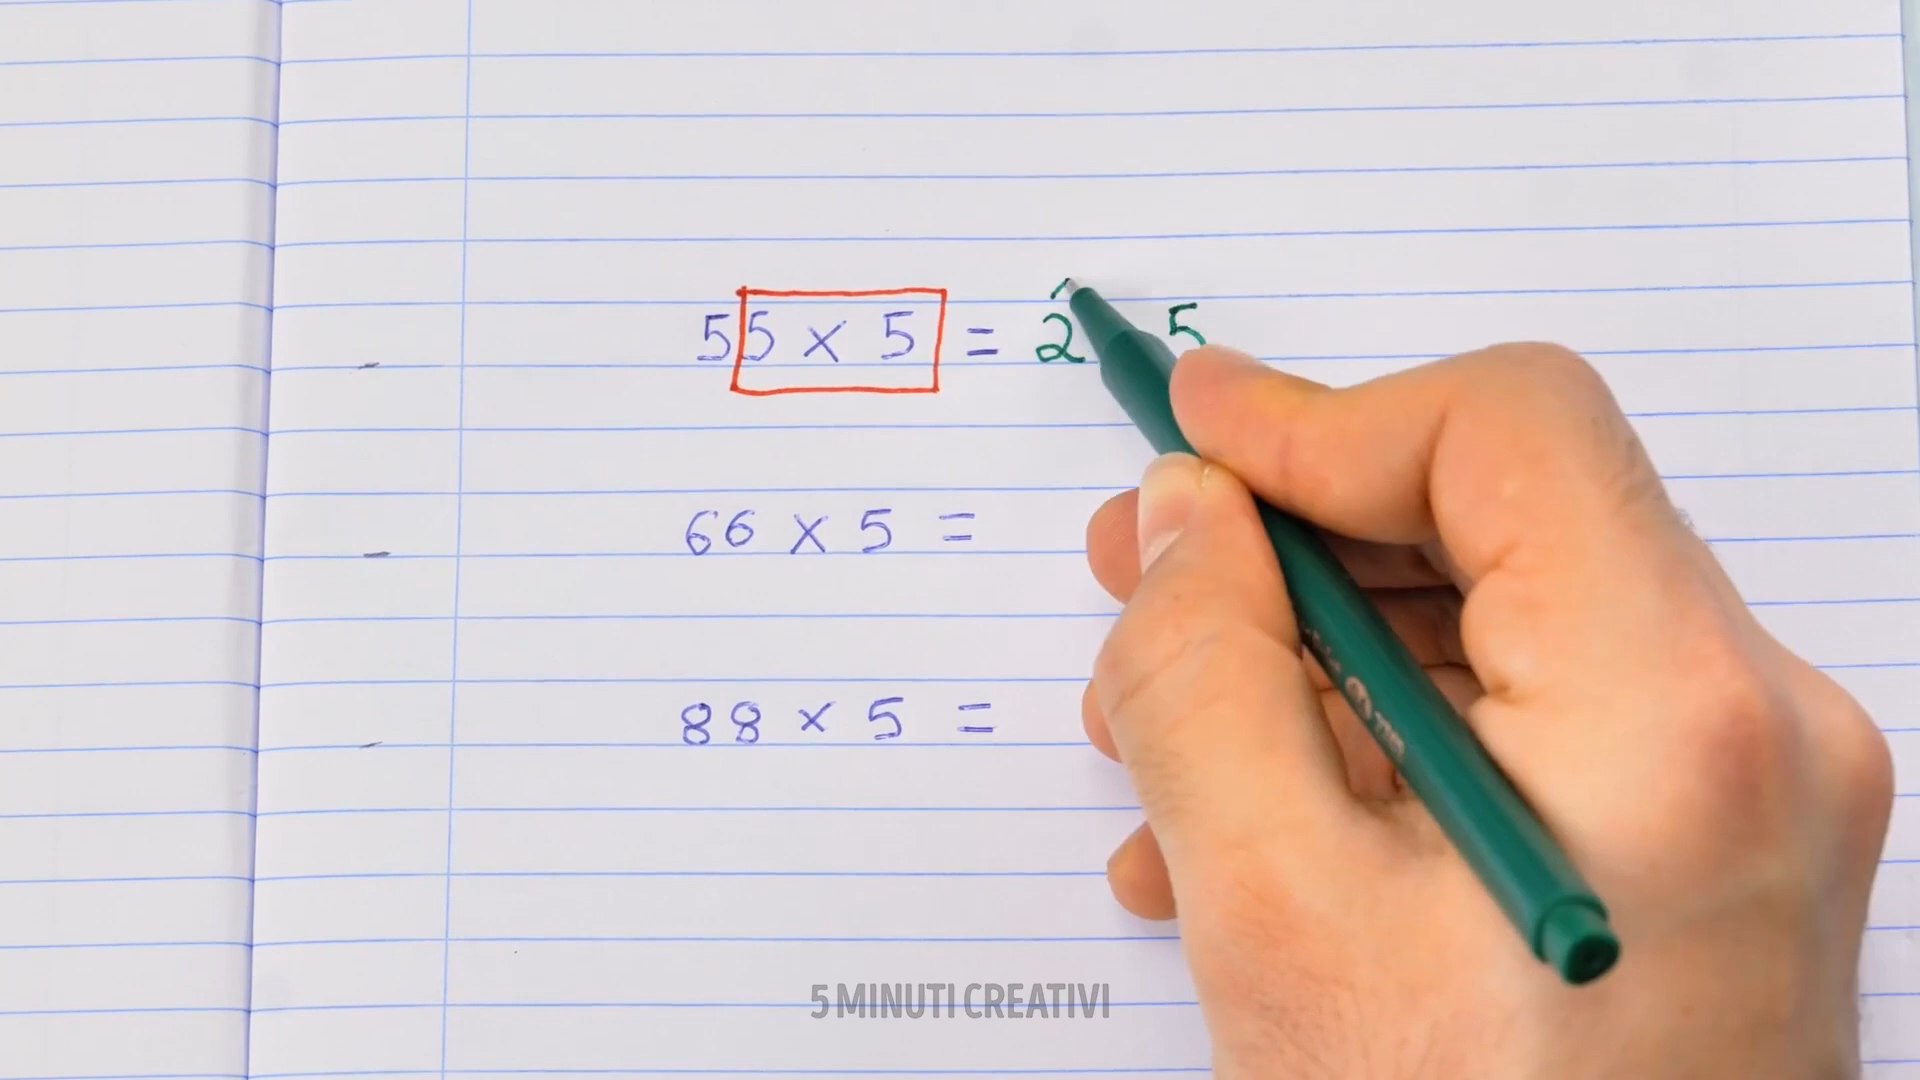 55 x 5 = 2 5
66 x 5 =
88 x 5 =
5 MINUTI CREATIVI